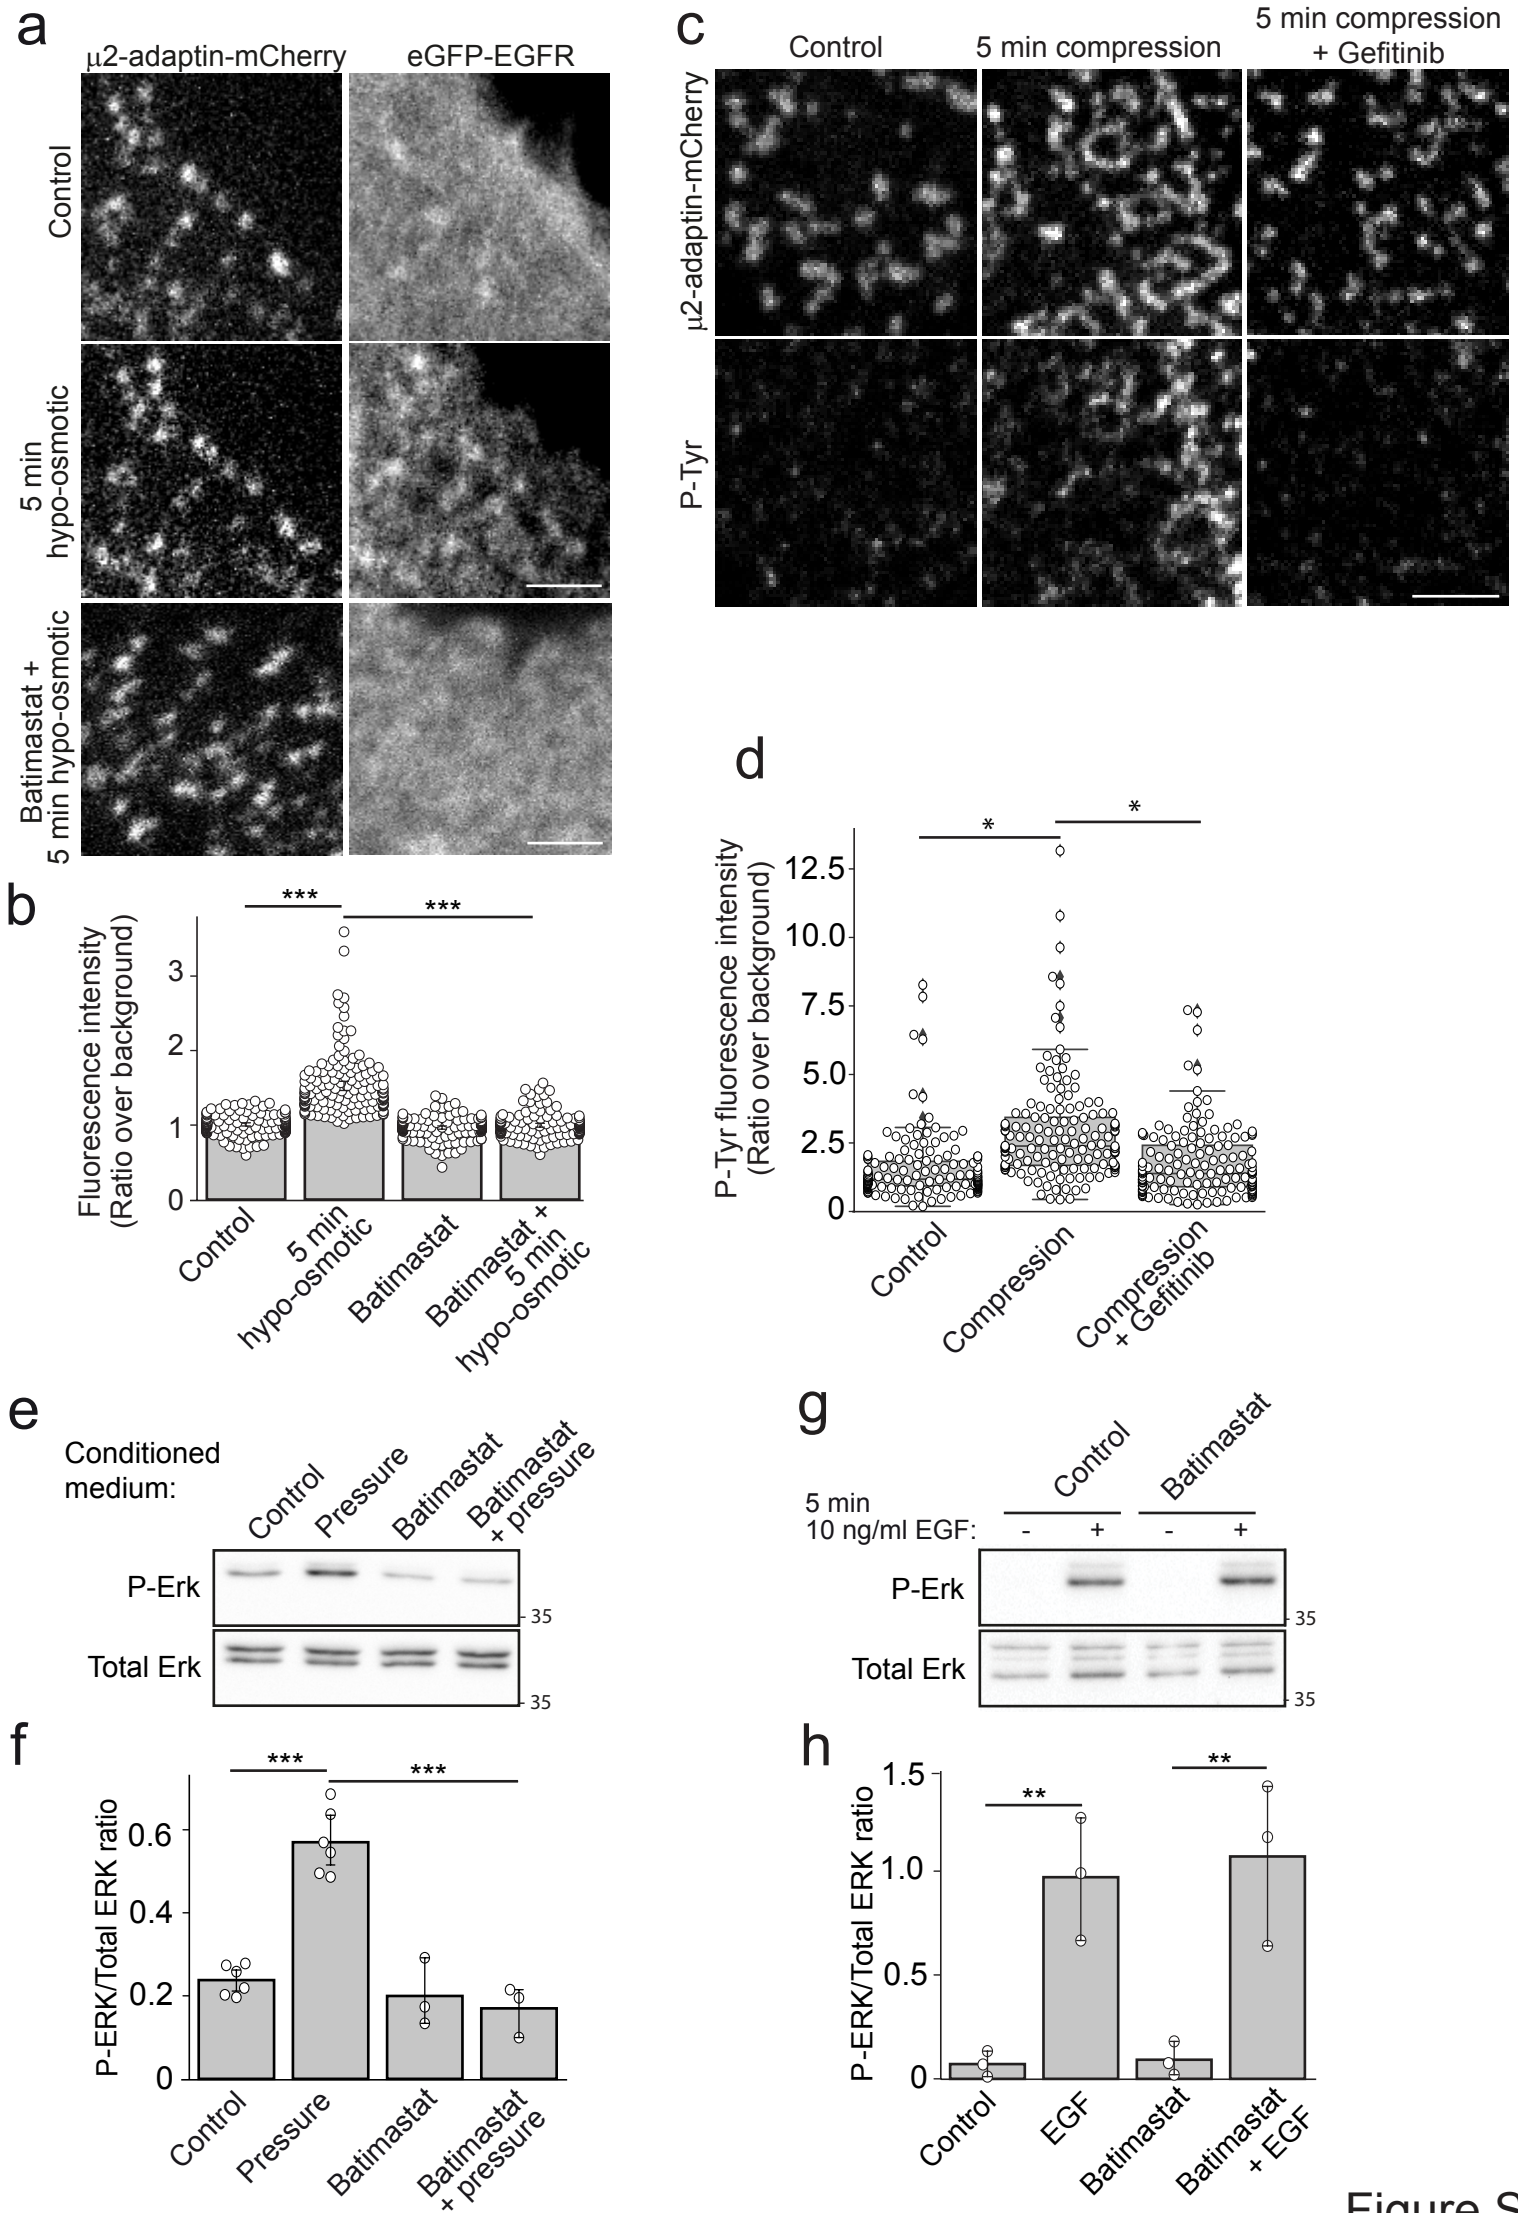 a
μ2-adaptin-mCherry
eGFP-EGFR
Control
5 min
hypo-osmotic
Batimastat +
5 min hypo-osmotic
b
Fluorescence intensity
(Ratio over background)
3
2
1
0
***
***
Control
5 min
hypo-osmotic
Batimastat
Batimastat +
5 min
hypo-osmotic
c
Control
5 min compression
5 min compression
+ Gefitinib
μ2-adaptin-mCherry
P-Tyr
d
P-Tyr fluorescence intensity
(Ratio over background)
12.5
10.0
7.5
5.0
2.5
0
*
*
Control
Compression
Compression
+ Gefitinib
e
Conditioned
medium:
Control
Pressure
Batimastat
Batimastat
+ pressure
P-Erk
35
Total Erk
35
f
P-ERK/Total ERK ratio
0.6
0.4
0.2
0
***
***
Control
Pressure
Batimastat
Batimastat
+ pressure
g
Control
Batimastat
5 min
10 ng/ml EGF:
- + - +
P-Erk
35
Total Erk
35
h
P-ERK/Total ERK ratio
1.5
1.0
0.5
0
**
**
Control
EGF
Batimastat
Batimastat
+ EGF
Figure S